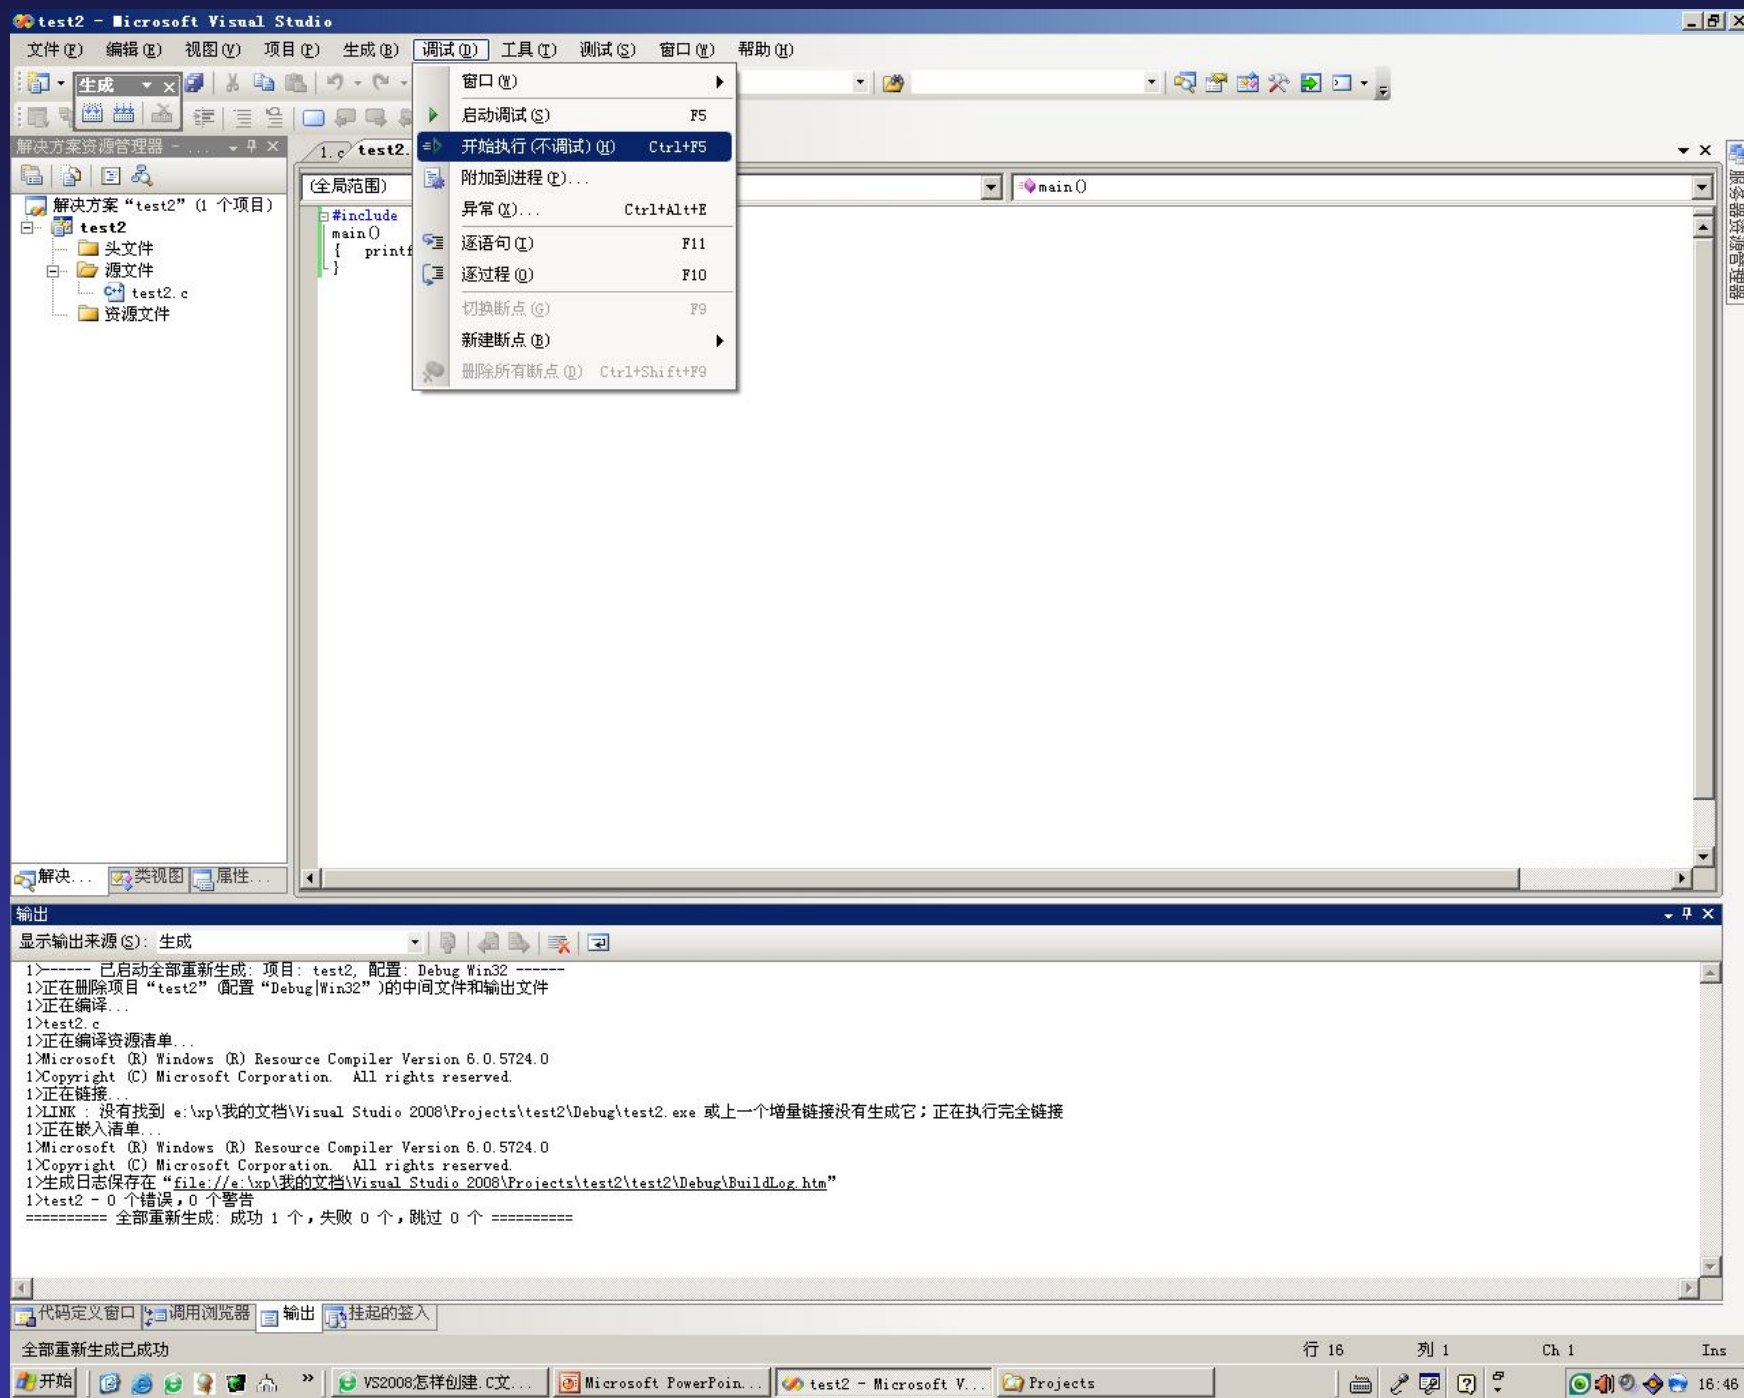 test2 - Microsoft Visual Studio
文件(F) 编辑(E) 视图(V) 项目(P) 生成(B) 调试(D) 工具(T) 测试(S) 窗口(W) 帮助(H)
生成
窗口(W)
启动调试(S) F5
开始执行(不调试)(H) Ctrl+F5
附加到进程(P)...
异常(X)... Ctrl+Alt+E
逐语句(I) F11
逐过程(O) F10
切换断点(G) F9
新建断点(B)
删除所有断点(D) Ctrl+Shift+F9
解决方案资源管理器 - ...
解决方案“test2”(1 个项目)
test2
头文件
源文件
test2.c
资源文件
解决... 类视图 属性...
1.c test2.
(全局范围) main()
#include
main()
{ printf
}
服务器资源管理器
输出
显示输出来源(S): 生成
1>------ 已启动全部重新生成: 项目: test2, 配置: Debug Win32 ------
1>正在删除项目“test2”(配置“Debug|Win32”)的中间文件和输出文件
1>正在编译...
1>test2.c
1>正在编译资源清单...
1>Microsoft (R) Windows (R) Resource Compiler Version 6.0.5724.0
1>Copyright (C) Microsoft Corporation.  All rights reserved.
1>正在链接...
1>LINK : 没有找到 e:\xp\我的文档\Visual Studio 2008\Projects\test2\Debug\test2.exe 或上一个增量链接没有生成它；正在执行完全链接
1>正在嵌入清单...
1>Microsoft (R) Windows (R) Resource Compiler Version 6.0.5724.0
1>Copyright (C) Microsoft Corporation.  All rights reserved.
1>生成日志保存在“file://e:\xp\我的文档\Visual Studio 2008\Projects\test2\test2\Debug\BuildLog.htm”
1>test2 - 0 个错误，0 个警告
========== 全部重新生成: 成功 1 个，失败 0 个，跳过 0 个 ==========
代码定义窗口 调用浏览器 输出 挂起的签入
全部重新生成已成功 行 16 列 1 Ch 1 Ins
开始 » VS2008怎样创建.C文... Microsoft PowerPoin... test2 - Microsoft V... Projects 16:46